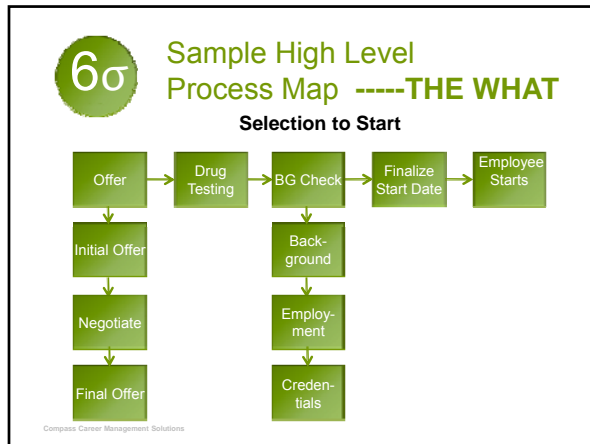 6σ
Sample High Level
Process Map -----THE WHAT
Selection to Start
Offer
Drug
Testing
BG Check
Finalize
Start Date
Employee
Starts
Initial Offer
Negotiate
Final Offer
Back-
ground
Employ-
ment
Creden-
tials
Compass Career Management Solutions